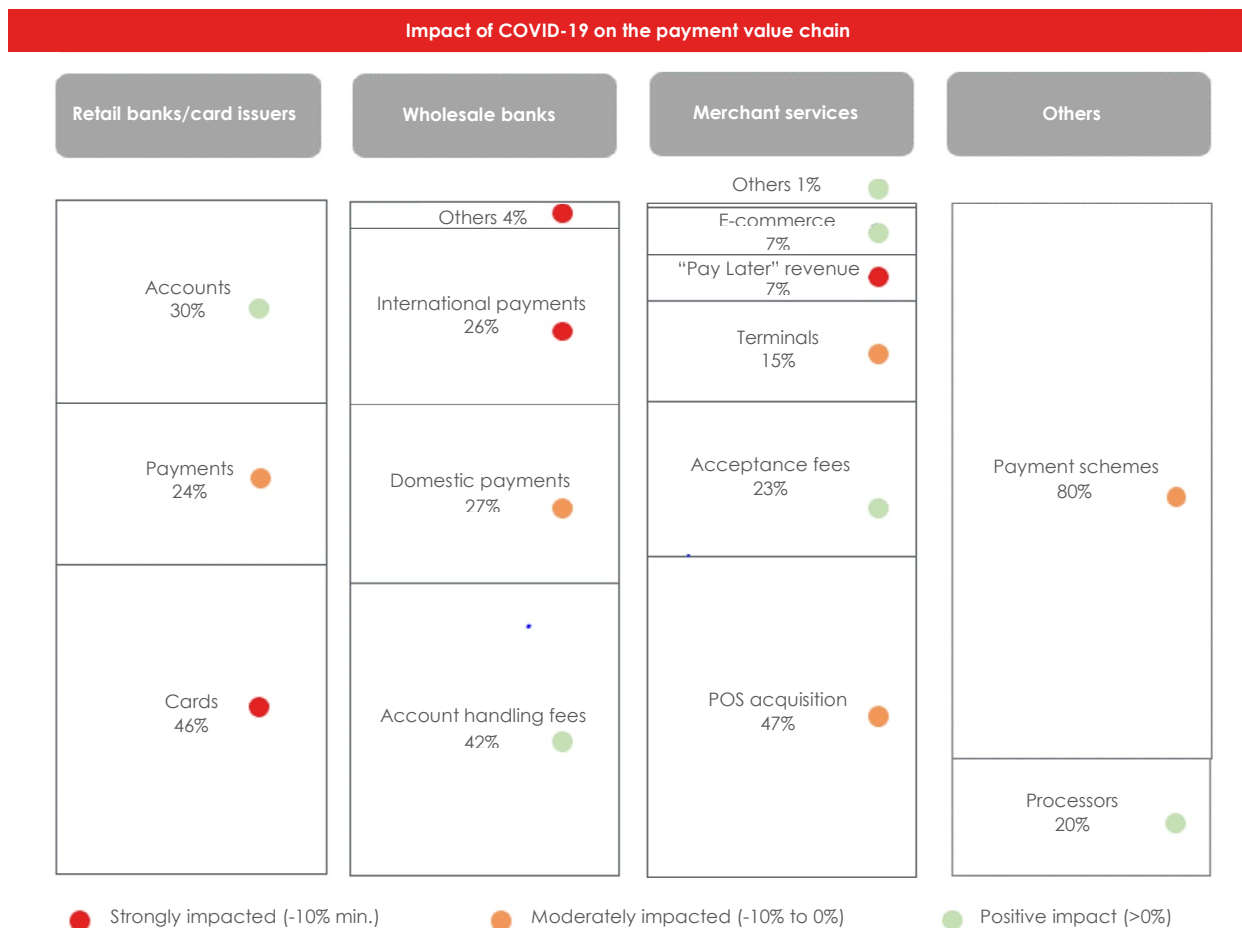 Impact of COVID-19 on the payment value chain
Retail banks/card issuers
Wholesale banks
Merchant services
Others
Accounts
30%
Payments
24%
Cards
46%
Others 4%
International payments
26%
Domestic payments
27%
Account handling fees
42%
Others 1%
E-commerce
7%
“Pay Later” revenue
7%
Terminals
15%
Acceptance fees
23%
POS acquisition
47%
Payment schemes
80%
Processors
20%
Strongly impacted (-10% min.)
Moderately impacted (-10% to 0%)
Positive impact (>0%)